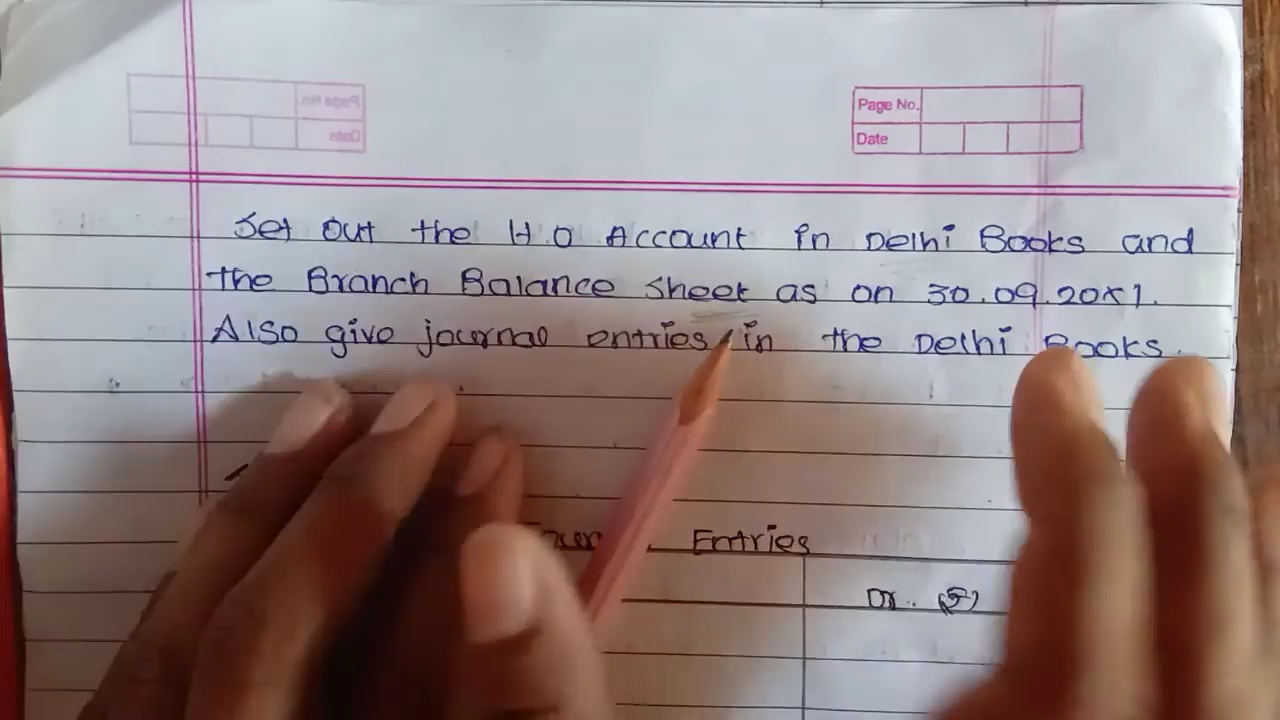 Page No.
Date
Set out the H.O Account in Delhi Books and
the Branch Balance sheet as on 30.09.20x1.
Also give journal entries in the Delhi Books.
Entries
Dr. (₹)